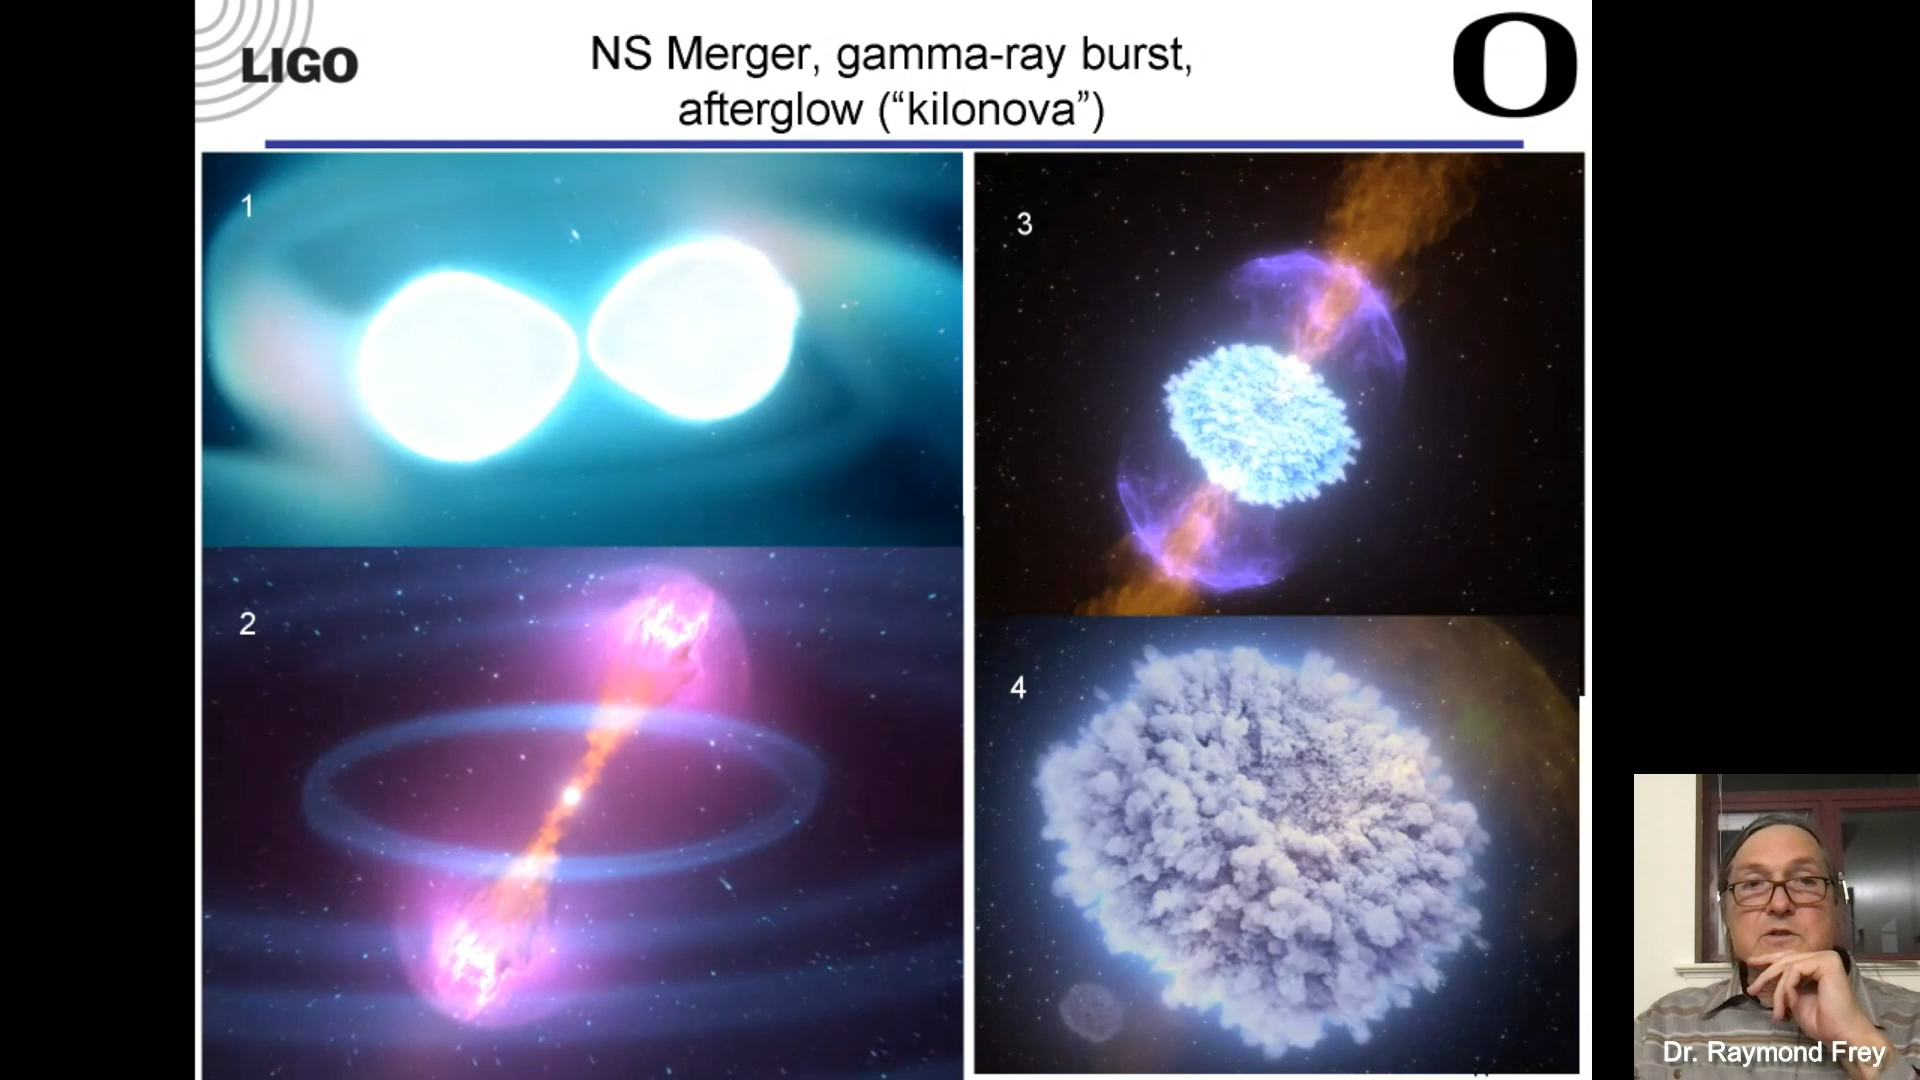 LIGO
NS Merger, gamma-ray burst,
afterglow (“kilonova”)
1
2
3
4
Dr. Raymond Frey